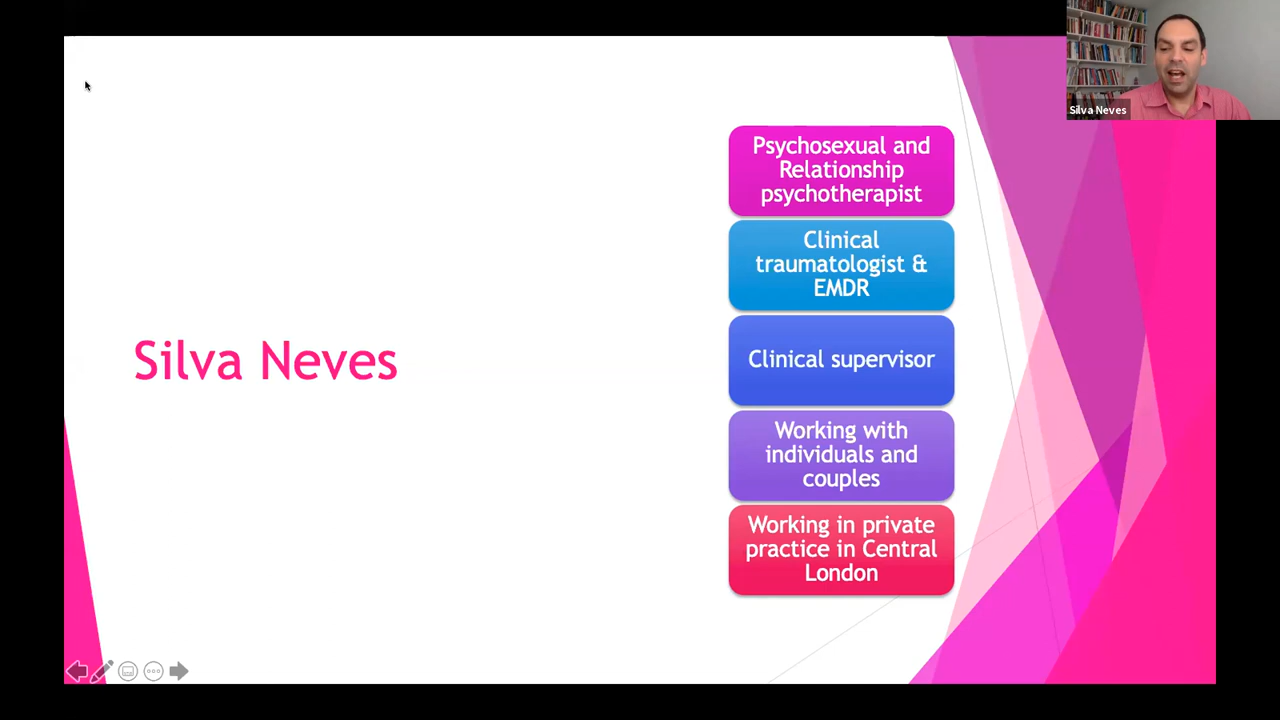 Silva Neves
Psychosexual and
Relationship
psychotherapist
Clinical
traumatologist &
EMDR
Clinical supervisor
Silva Neves
Working with
individuals and
couples
Working in private
practice in Central
London